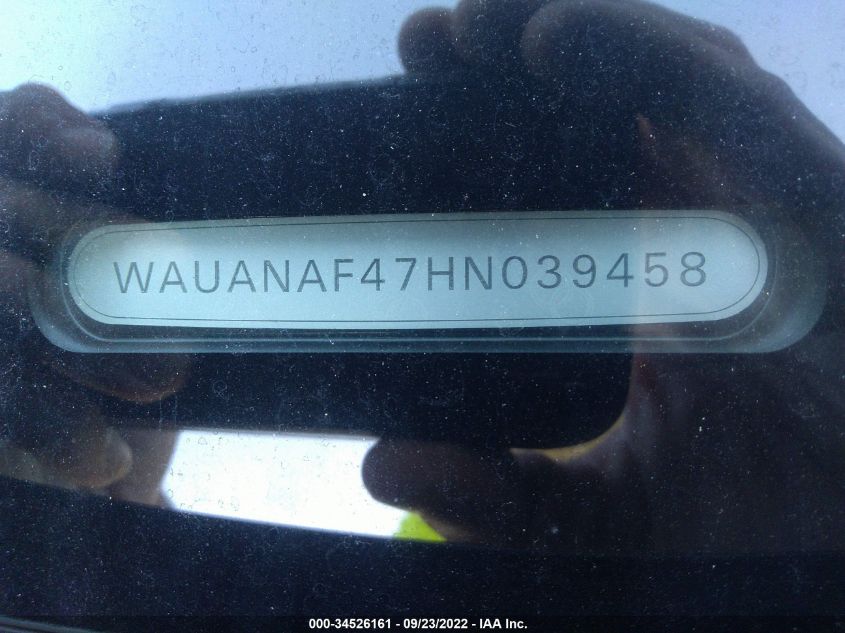 WAUANAF47HN039458
000-34526161 - 09/23/2022 - IAA Inc.